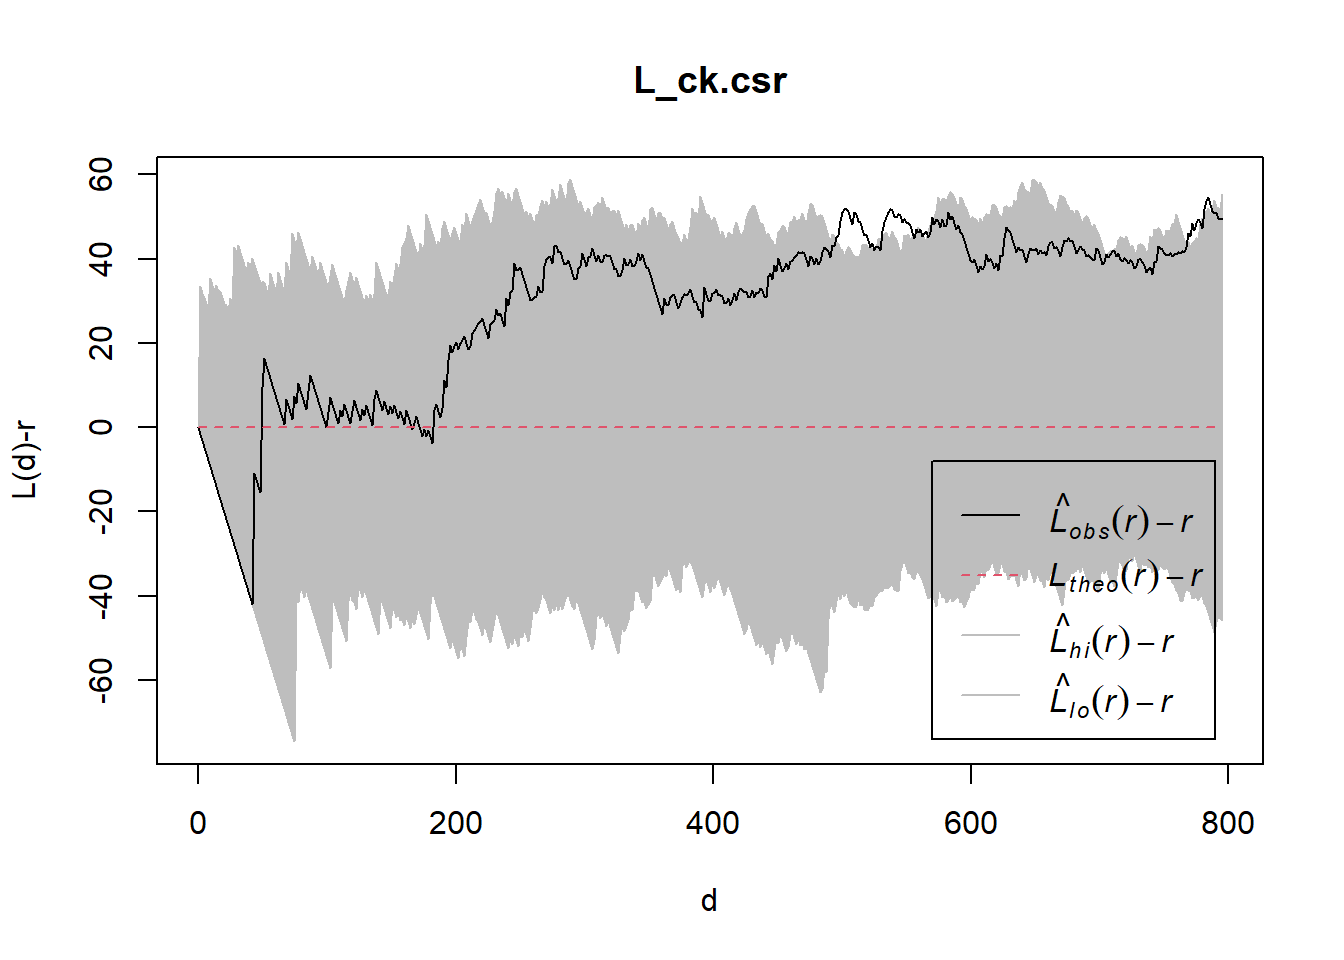 L_ck.csr
60
40
20
0
-20
-40
-60
L(d)-r
L̂obs(r) − r
Ltheo(r) − r
L̂hi(r) − r
L̂lo(r) − r
0 200 400 600 800
d